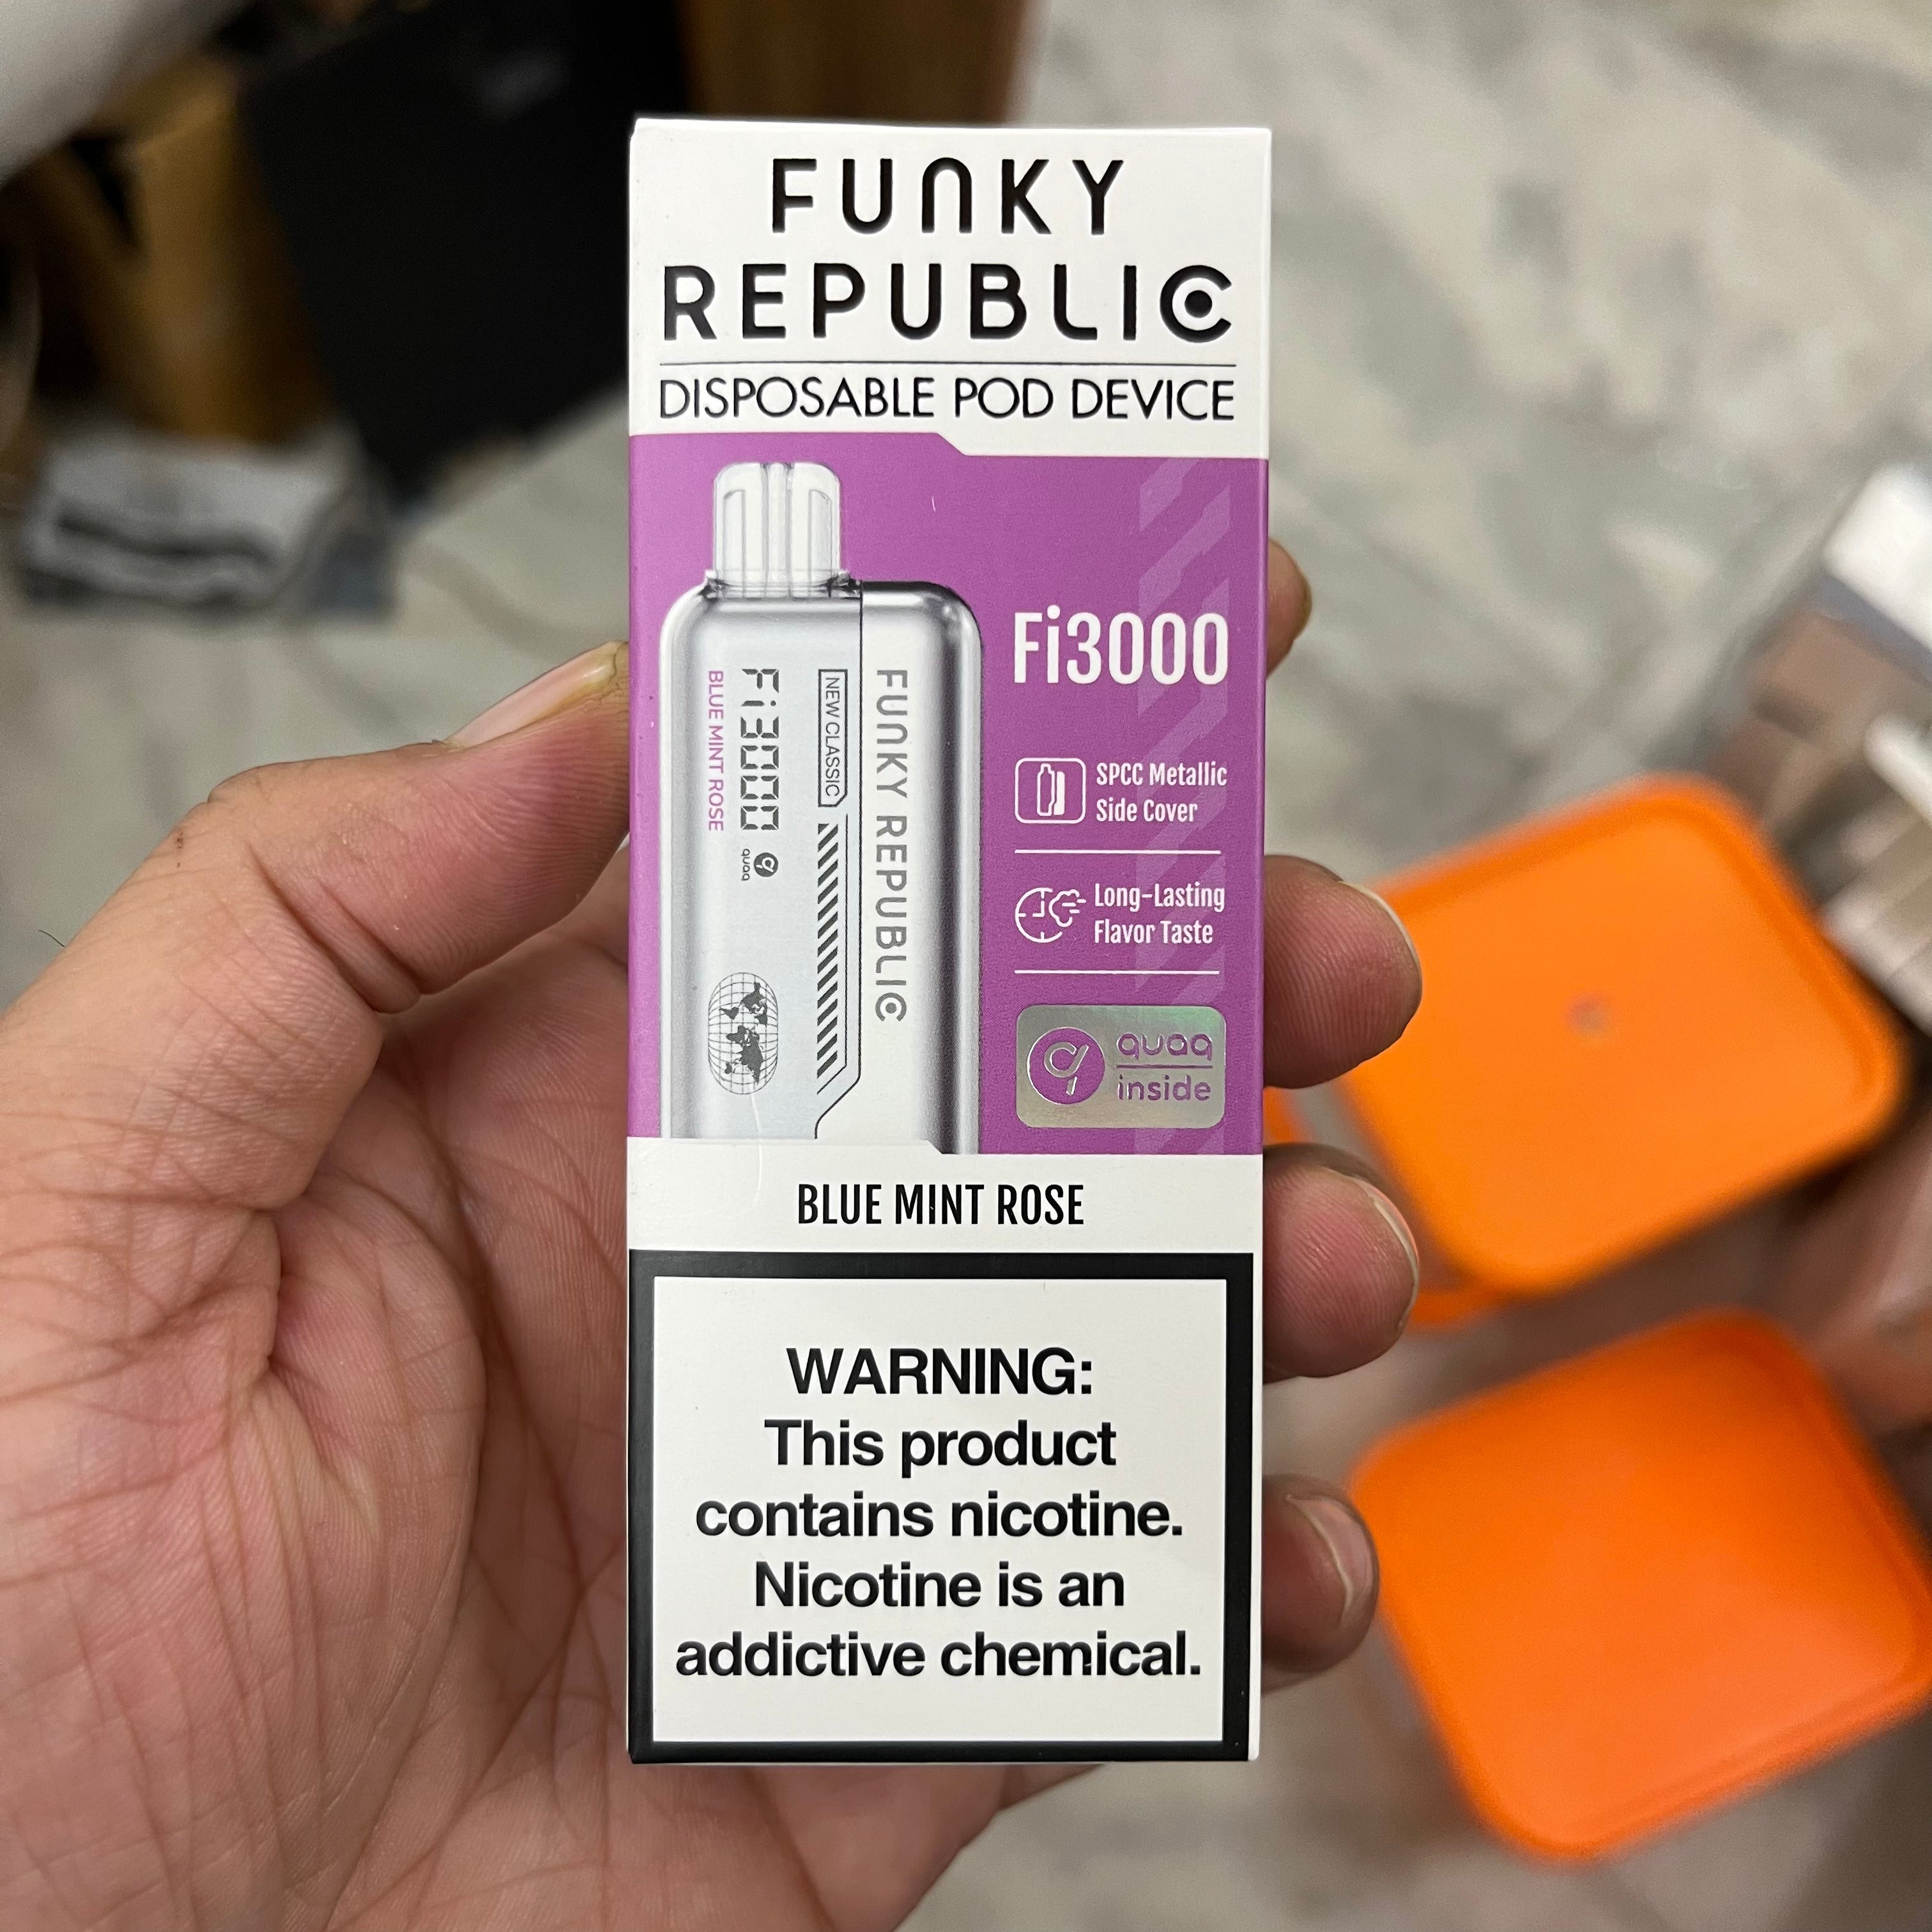 FUNKY
REPUBLIC
DISPOSABLE POD DEVICE
Fi3000
SPCC Metallic
Side Cover
Long-Lasting
Flavor Taste
quaq
inside
FUNKY REPUBLIC
NEW CLASSIC
Fi3000
quaq
BLUE MINT ROSE
BLUE MINT ROSE
WARNING:
This product
contains nicotine.
Nicotine is an
addictive chemical.